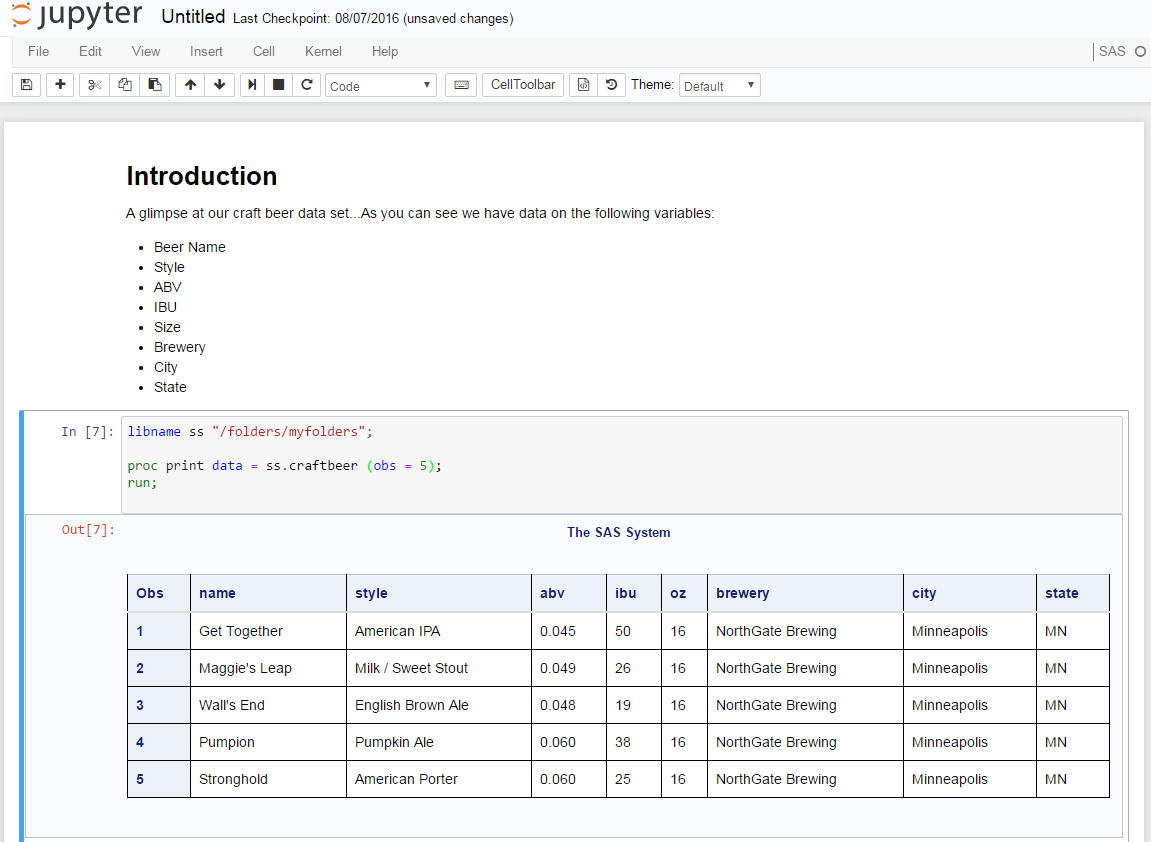 jupyter Untitled Last Checkpoint: 08/07/2016 (unsaved changes)
File Edit View Insert Cell Kernel Help SAS
Code CellToolbar Theme: Default
Introduction
A glimpse at our craft beer data set...As you can see we have data on the following variables:
Beer Name
Style
ABV
IBU
Size
Brewery
City
State
In [7]: libname ss "/folders/myfolders";
proc print data = ss.craftbeer (obs = 5);
run;
Out[7]: The SAS System
Obs name style abv ibu oz brewery city state
1 Get Together American IPA 0.045 50 16 NorthGate Brewing Minneapolis MN
2 Maggie's Leap Milk / Sweet Stout 0.049 26 16 NorthGate Brewing Minneapolis MN
3 Wall's End English Brown Ale 0.048 19 16 NorthGate Brewing Minneapolis MN
4 Pumpion Pumpkin Ale 0.060 38 16 NorthGate Brewing Minneapolis MN
5 Stronghold American Porter 0.060 25 16 NorthGate Brewing Minneapolis MN